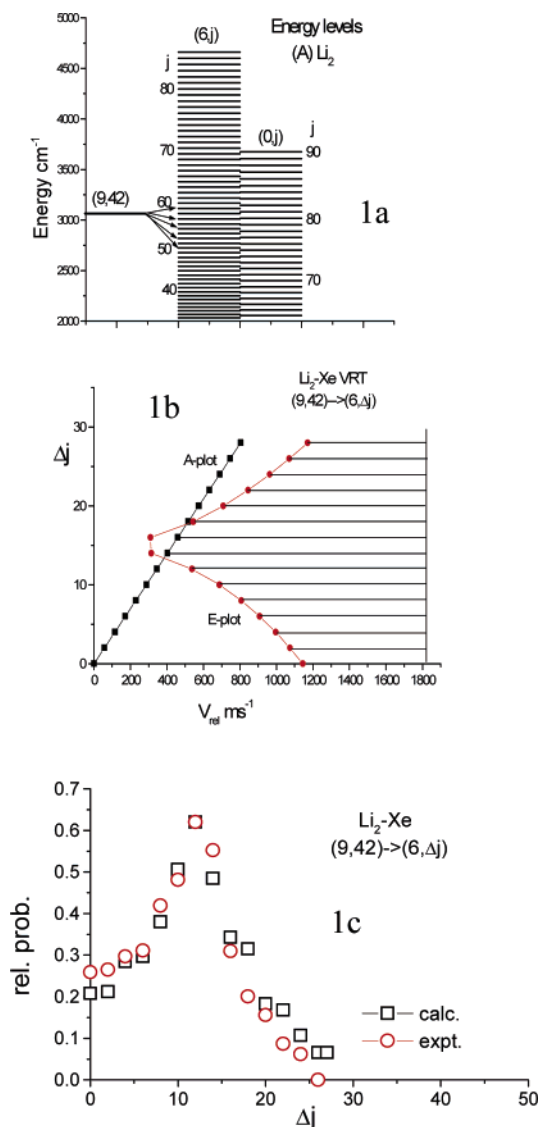 Energy levels
(A) Li₂
(6,j)
(0,j)
(9,42)
j
j
5000
4500
4000
3500
3000
2500
2000
Energy cm⁻¹
80
70
60
50
40
90
80
70
1a
1b
Li₂-Xe VRT
(9,42)–>(6,Δj)
Δj
A-plot
E-plot
30
20
10
0
0 200 400 600 800 1000 1200 1400 1600 1800
V_rel ms⁻¹
0.7
0.6
0.5
0.4
0.3
0.2
0.1
0.0
rel. prob.
Li₂-Xe
(9,42)->(6,Δj)
1c
calc.
expt.
0 10 20 30 40 50
Δj